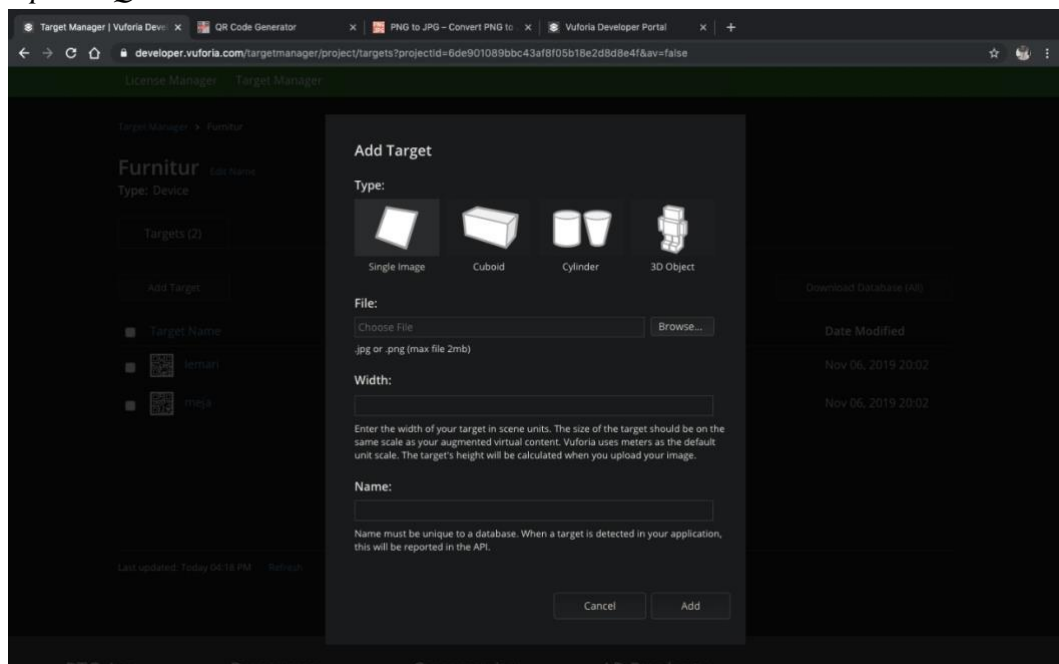 Target Manager | Vuforia Deve
QR Code Generator
PNG to JPG – Convert PNG to
Vuforia Developer Portal
developer.vuforia.com/targetmanager/project/targets?projectid=6de901089bbc43af8f05b18e2d8d8e4f&av=false
License Manager Target Manager
Target Manager > Furnitur
Furnitur Edit Name
Type: Device
Targets (2)
Add Target Download Database (All)
Target Name Date Modified
lemari Nov 06, 2019 20:02
meja Nov 06, 2019 20:02
Last updated: Today 04:18 PM Refresh
Add Target
Type:
Single Image Cuboid Cylinder 3D Object
File:
Choose File Browse...
.jpg or .png (max file 2mb)
Width:
Enter the width of your target in scene units. The size of the target should be on the
same scale as your augmented virtual content. Vuforia uses meters as the default
unit scale. The target's height will be calculated when you upload your image.
Name:
Name must be unique to a database. When a target is detected in your application,
this will be reported in the API.
Cancel Add